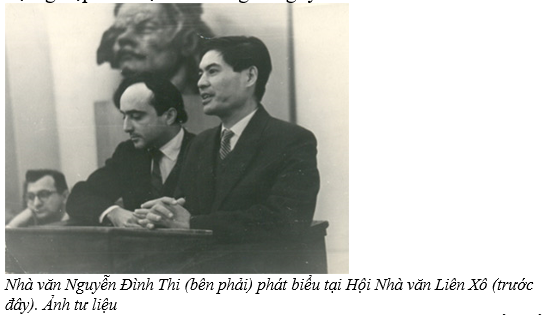 Nhà văn Nguyễn Đình Thi (bên phải) phát biểu tại Hội Nhà văn Liên Xô (trước
đây). Ảnh tư liệu